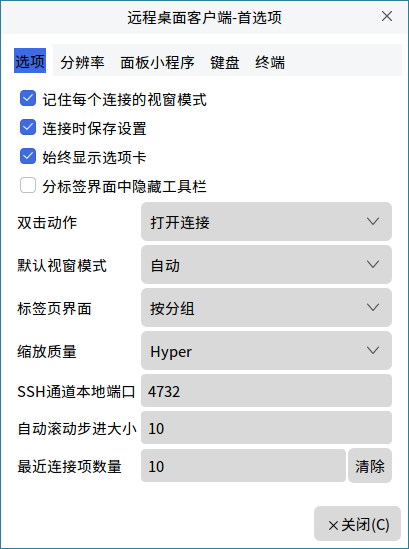 远程桌面客户端-首选项
选项 分辨率 面板小程序 键盘 终端
记住每个连接的视窗模式
连接时保存设置
始终显示选项卡
分标签界面中隐藏工具栏
双击动作 打开连接
默认视窗模式 自动
标签页界面 按分组
缩放质量 Hyper
SSH通道本地端口 4732
自动滚动步进大小 10
最近连接项数量 10 清除
关闭(C)